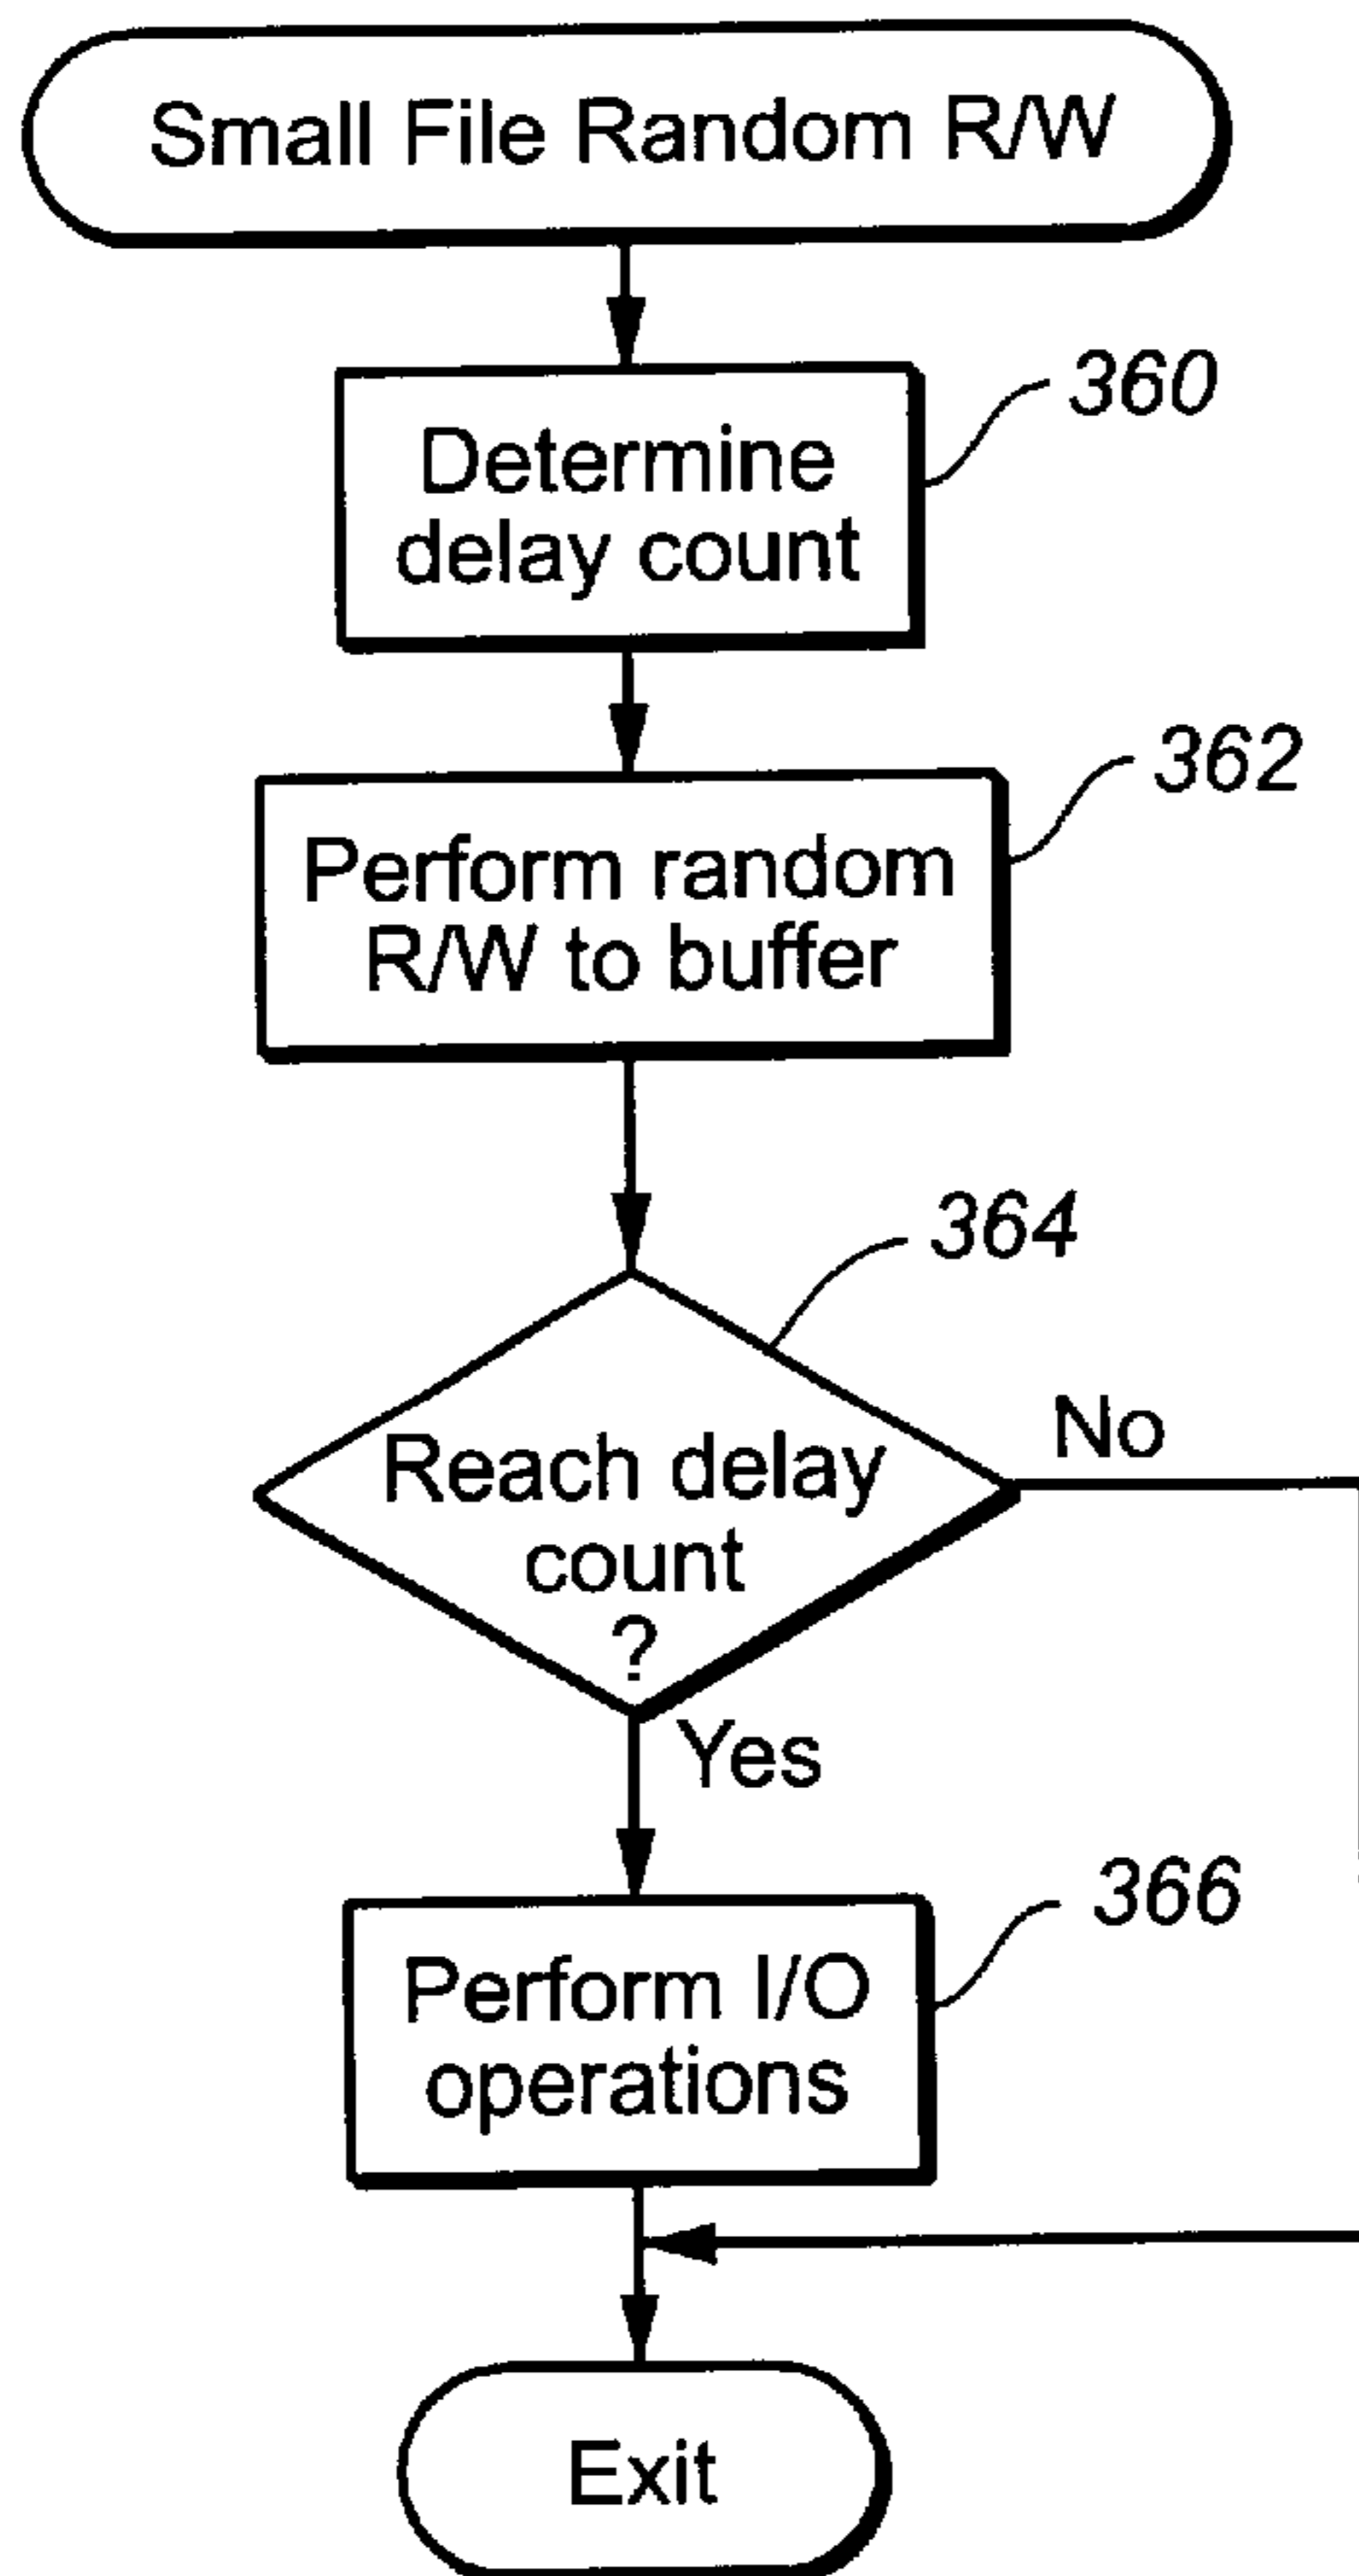 Small File Random R/W
360
Determine
delay count
362
Perform random
R/W to buffer
364
Reach delay
count
?
No
Yes
366
Perform I/O
operations
Exit